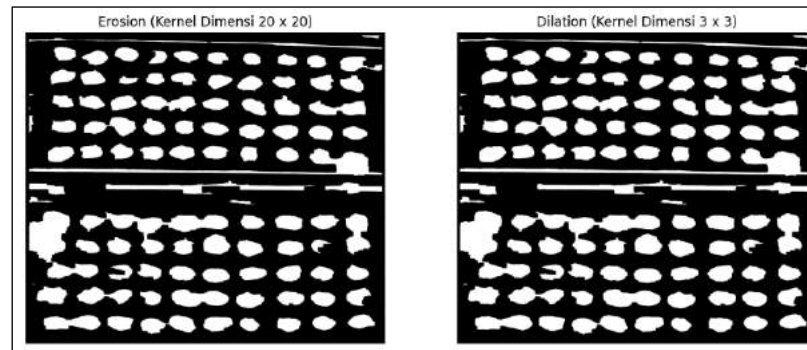 Erosion (Kernel Dimensi 20 x 20)
Dilation (Kernel Dimensi 3 x 3)